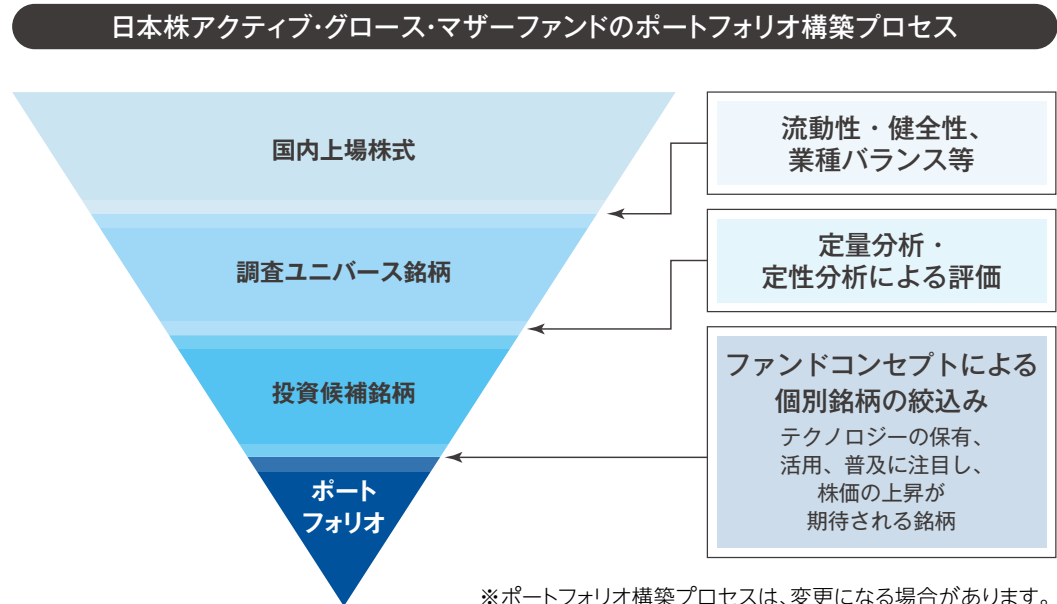 日本株アクティブ・グロース・マザーファンドのポートフォリオ構築プロセス
国内上場株式
流動性・健全性、
業種バランス等
調査ユニバース銘柄
定量分析・
定性分析による評価
投資候補銘柄
ファンドコンセプトによる
個別銘柄の絞込み
テクノロジーの保有、
活用、普及に注目し、
株価の上昇が
期待される銘柄
ポート
フォリオ
※ポートフォリオ構築プロセスは、変更になる場合があります。